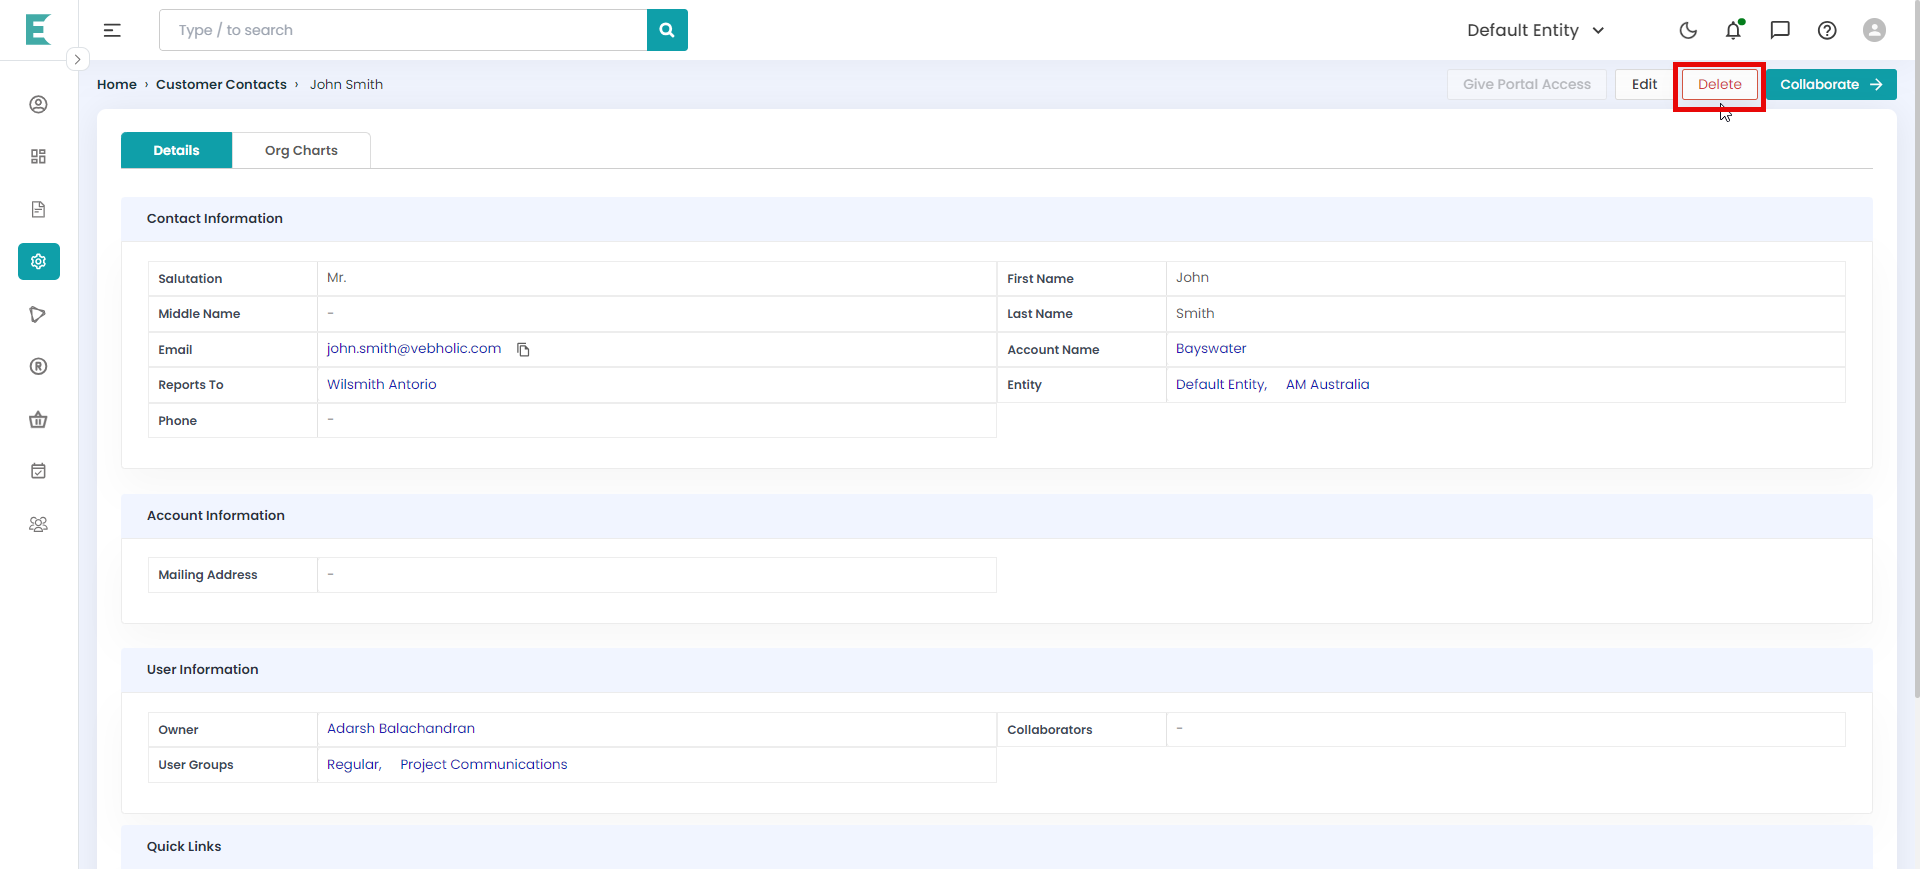 Type / to search
Default Entity
Home › Customer Contacts › John Smith
Give Portal Access
Edit
Delete
Collaborate →
Details
Org Charts
Contact Information
Salutation Mr. First Name John
Middle Name - Last Name Smith
Email john.smith@vebholic.com Account Name Bayswater
Reports To Wilsmith Antorio Entity Default Entity, AM Australia
Phone -
Account Information
Mailing Address -
User Information
Owner Adarsh Balachandran Collaborators -
User Groups Regular, Project Communications
Quick Links